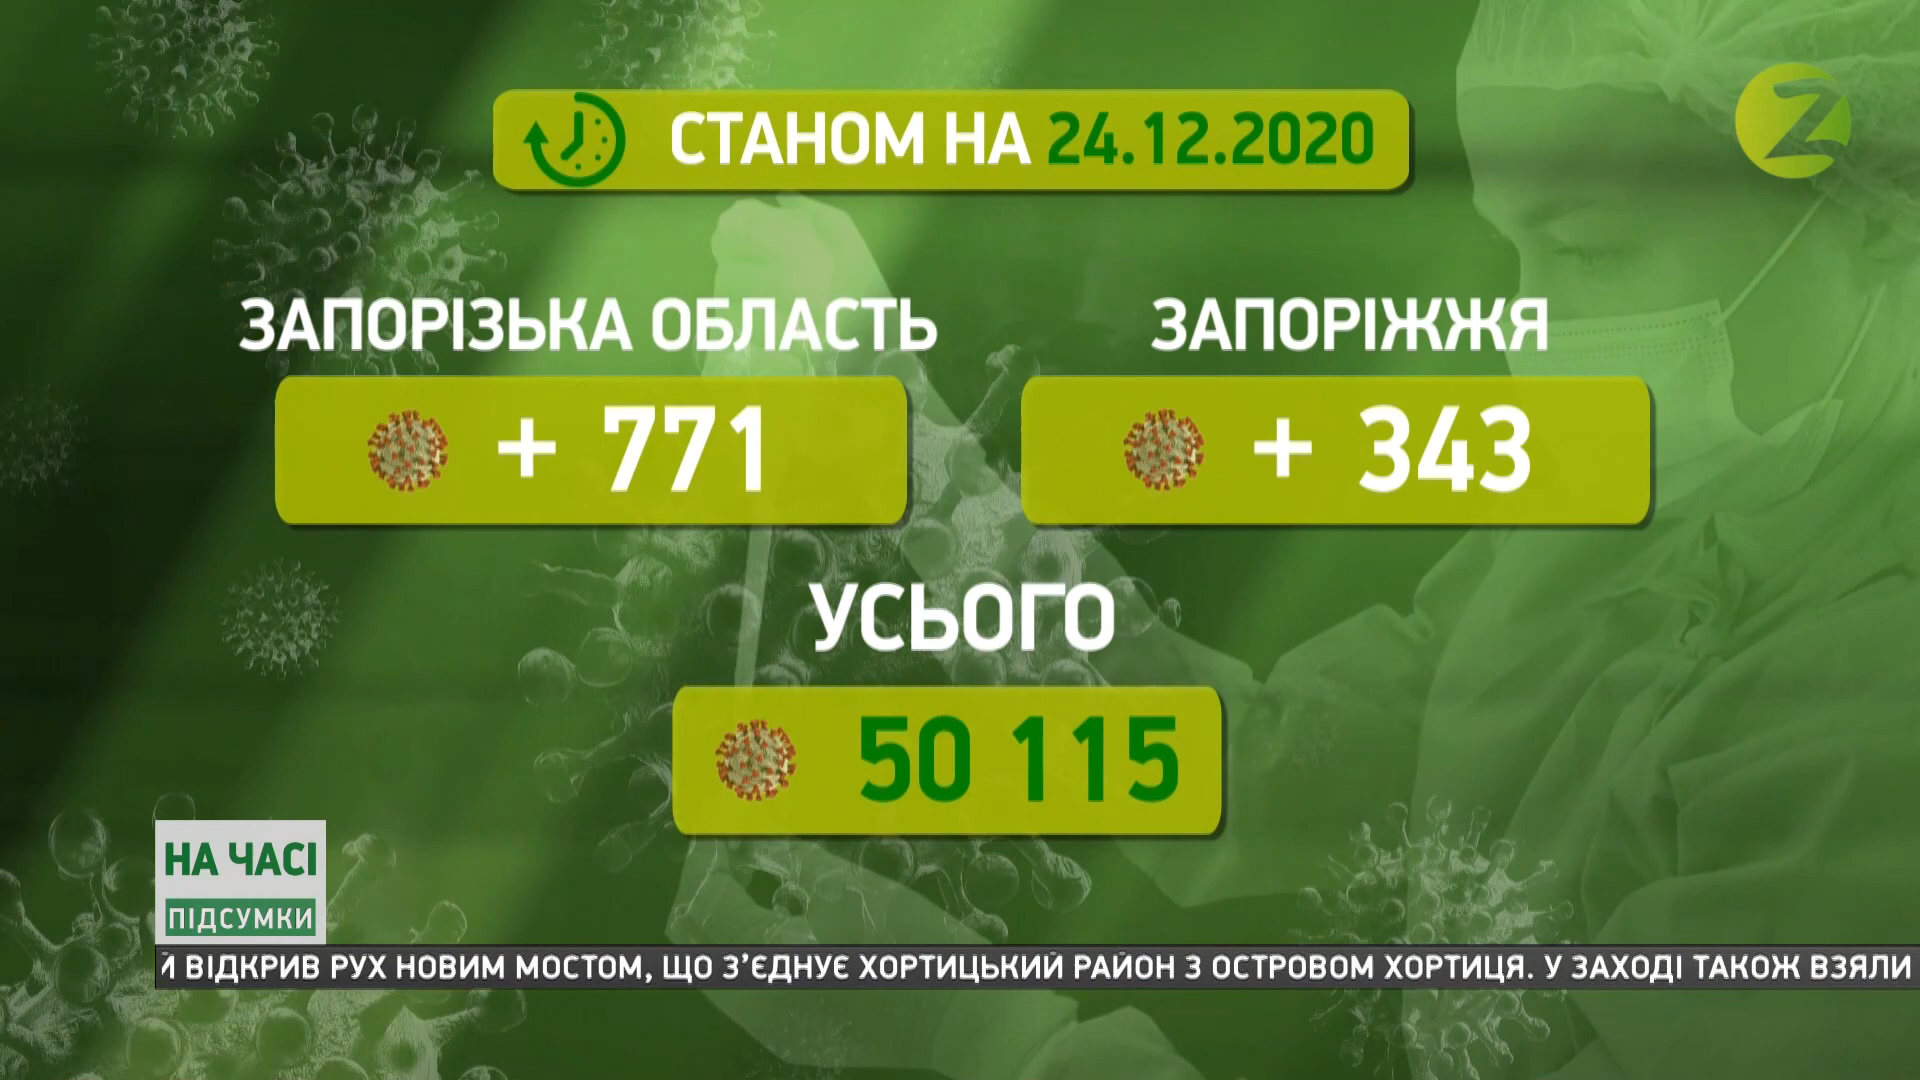 СТАНОМ НА 24.12.2020
ЗАПОРІЗЬКА ОБЛАСТЬ
ЗАПОРІЖЖЯ
+ 771
+ 343
УСЬОГО
50 115
НА ЧАСІ
ПІДСУМКИ
ВІДКРИВ РУХ НОВИМ МОСТОМ, ЩО З’ЄДНУЄ ХОРТИЦЬКИЙ РАЙОН З ОСТРОВОМ ХОРТИЦЯ. У ЗАХОДІ ТАКОЖ ВЗЯЛИ